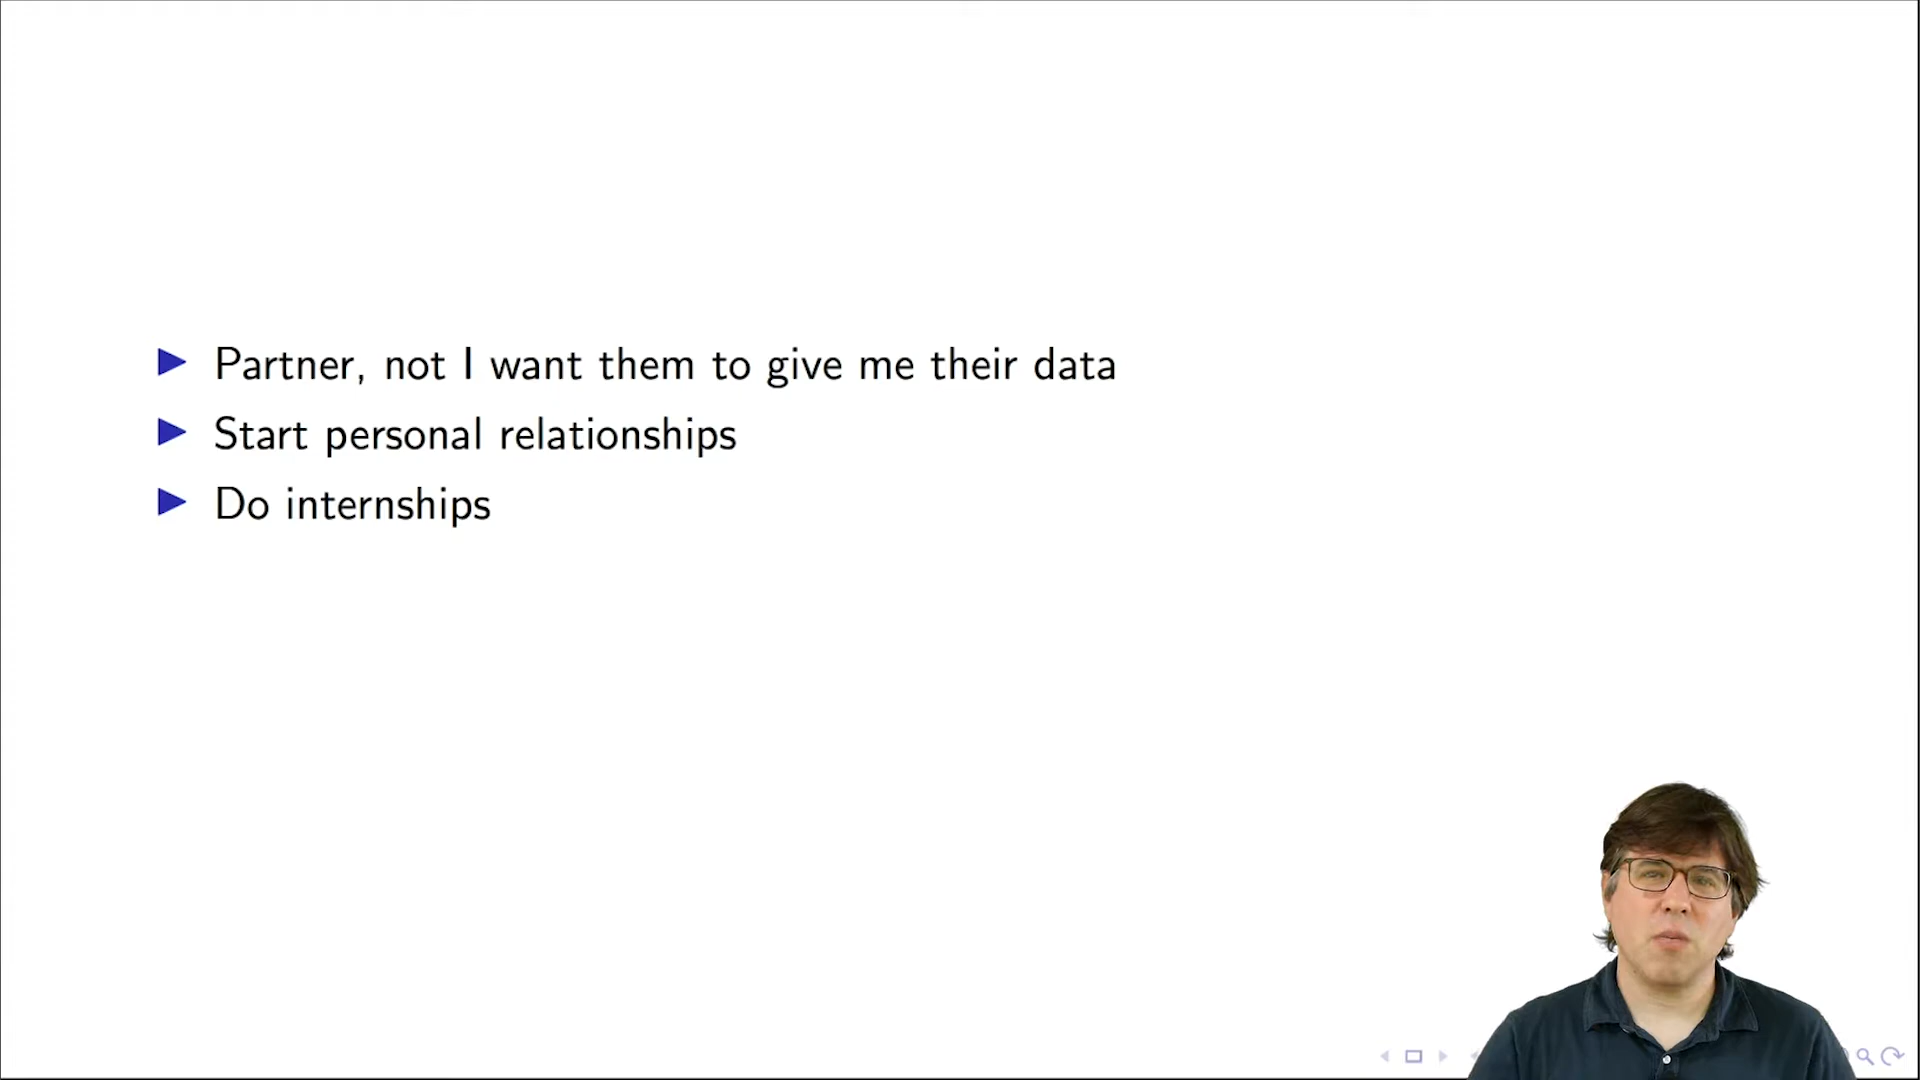 Partner, not I want them to give me their data
Start personal relationships
Do internships